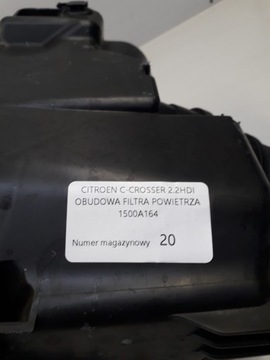 CITROEN C-CROSSER 2.2HDI
OBUDOWA FILTRA POWIETRZA
1500A164
Numer magazynowy 20